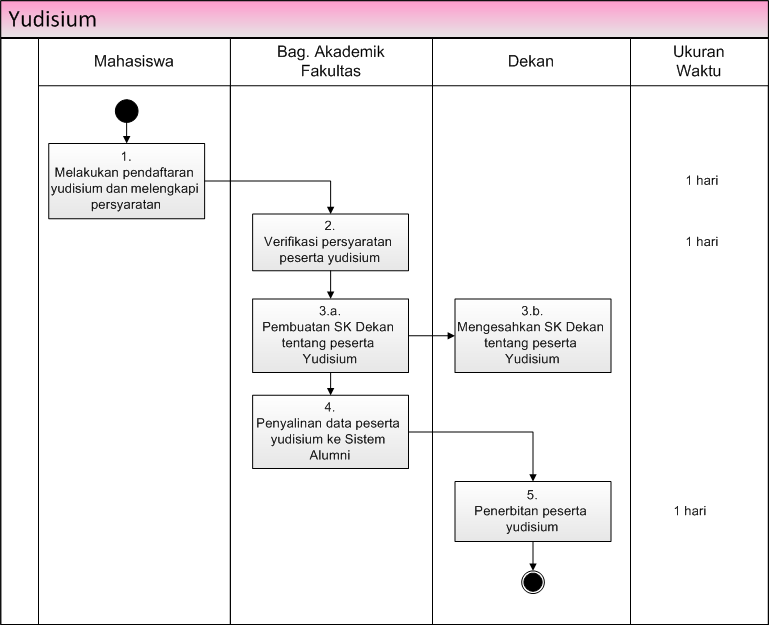 Yudisium
Mahasiswa
Bag. Akademik
Fakultas
Dekan
Ukuran
Waktu
1.
Melakukan pendaftaran
yudisium dan melengkapi
persyaratan
1 hari
2.
Verifikasi persyaratan
peserta yudisium
1 hari
3.a.
Pembuatan SK Dekan
tentang peserta
Yudisium
3.b.
Mengesahkan SK Dekan
tentang peserta
Yudisium
4.
Penyalinan data peserta
yudisium ke Sistem
Alumni
5.
Penerbitan peserta
yudisium
1 hari